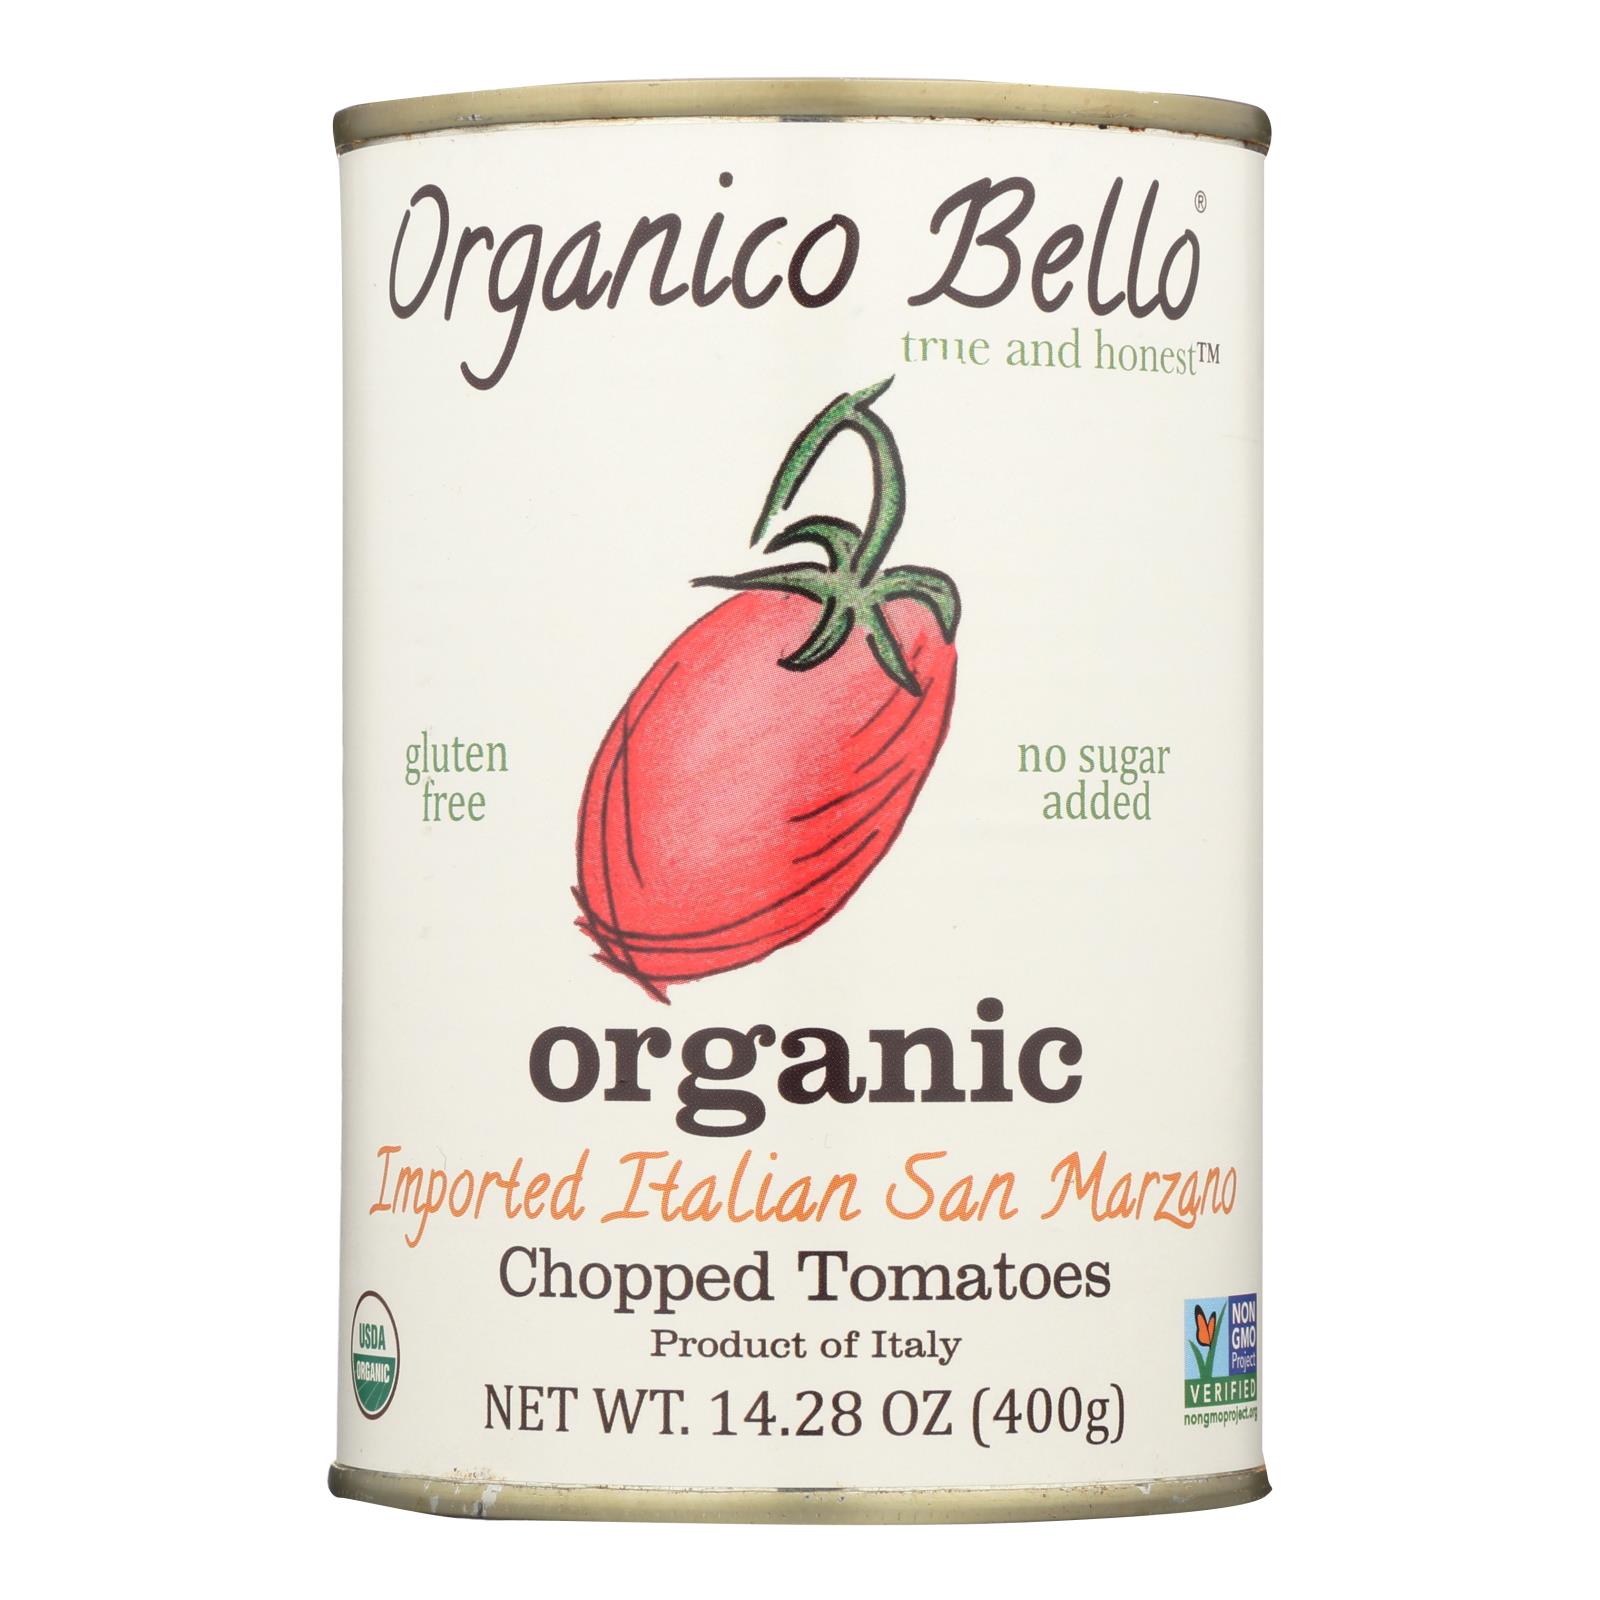 Organico Bello®
true and honest™
gluten
free
no sugar
added
organic
Imported Italian San Marzano
Chopped Tomatoes
Product of Italy
NET WT. 14.28 OZ (400g)
USDA
ORGANIC
NON
GMO
Project
VERIFIED
nongmoproject.org